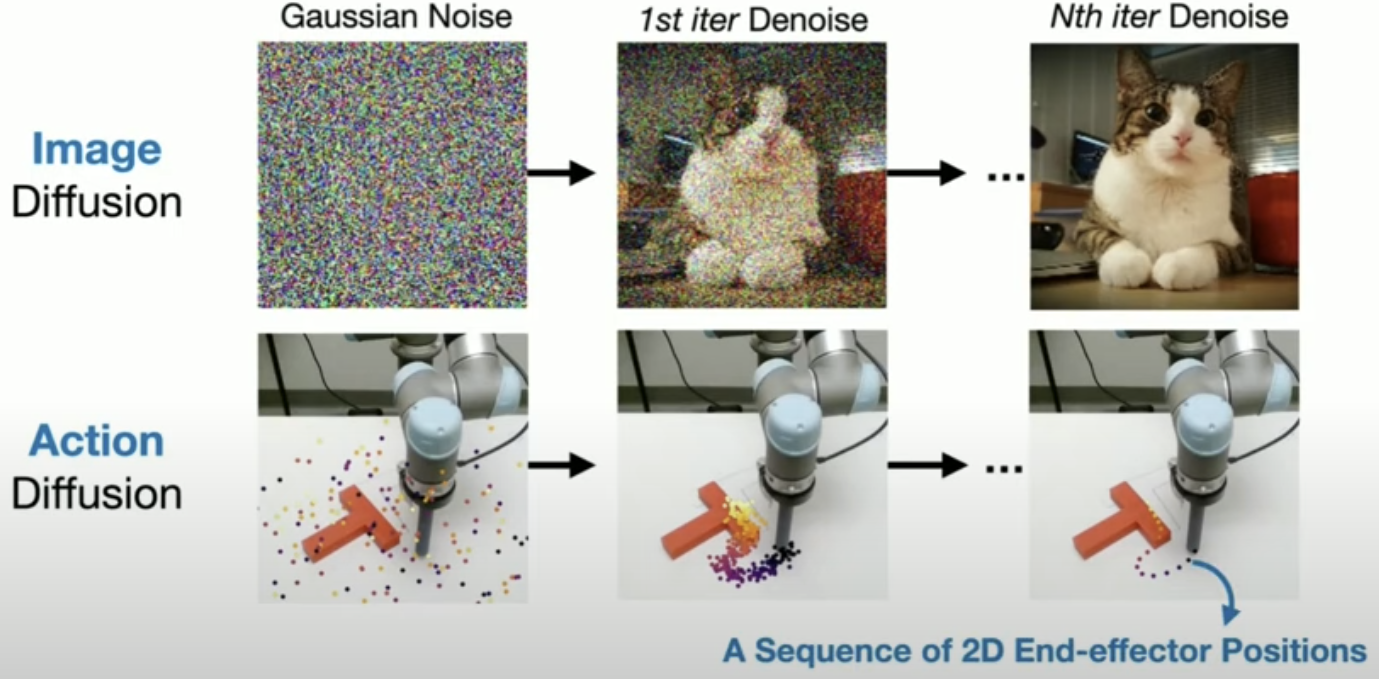 Gaussian Noise
1st iter Denoise
Nth iter Denoise
Image
Diffusion
...
Action
Diffusion
...
A Sequence of 2D End-effector Positions